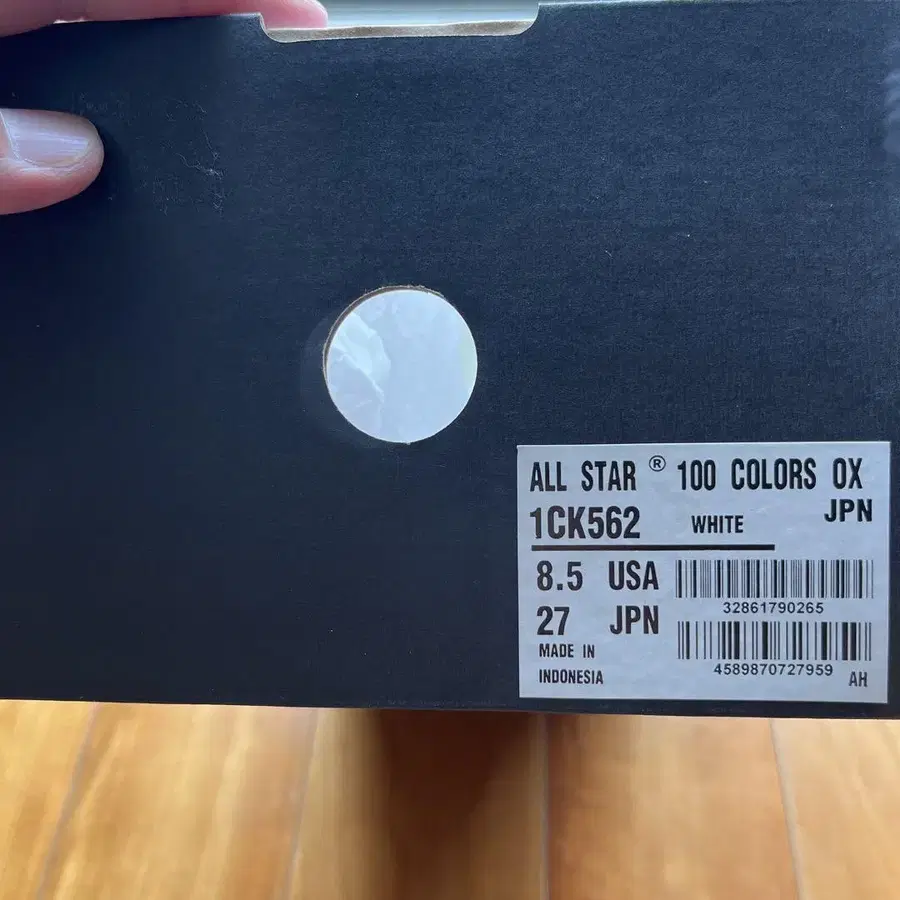 ALL STAR ® 100 COLORS OX
JPN
1CK562 WHITE
8.5 USA
32861790265
27 JPN
4589870727959
MADE IN
INDONESIA
AH